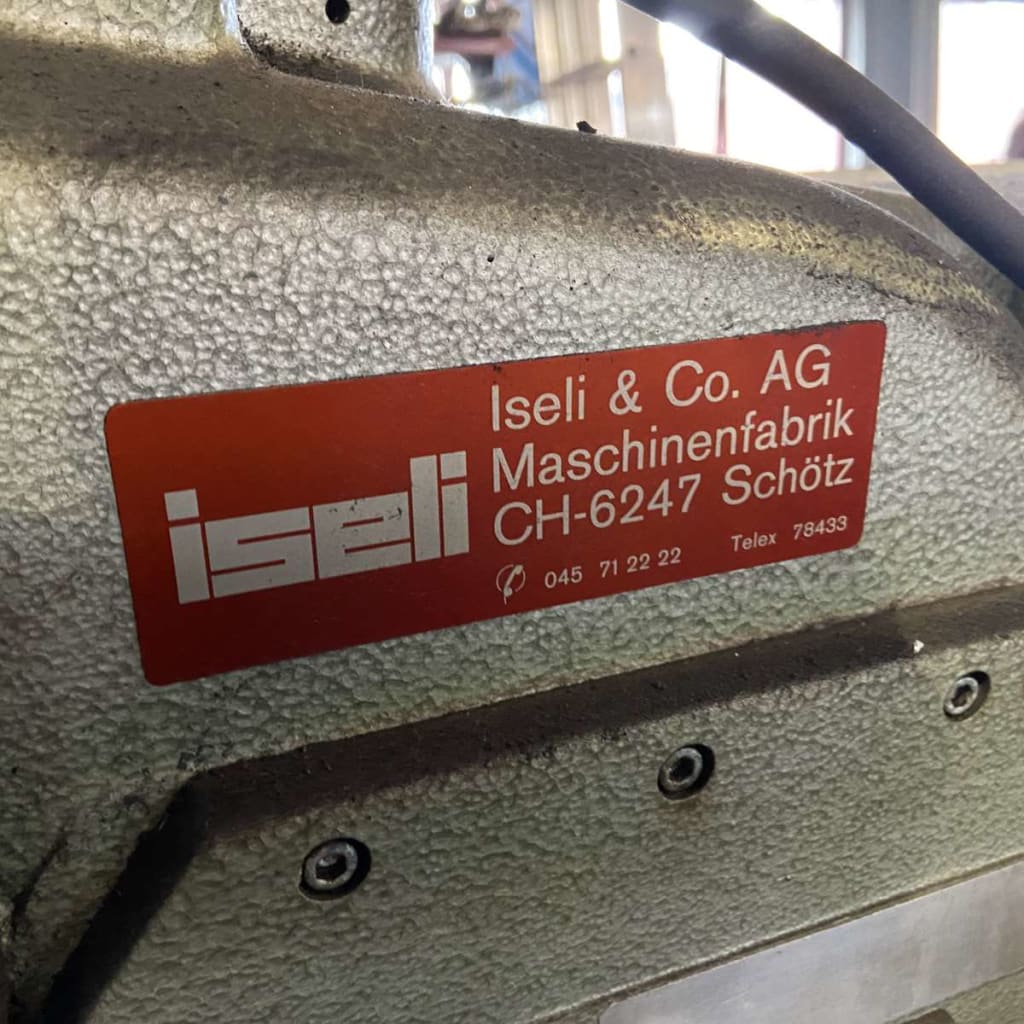 iseli
Iseli & Co. AG
Maschinenfabrik
CH-6247 Schötz
045 71 22 22 Telex 78433